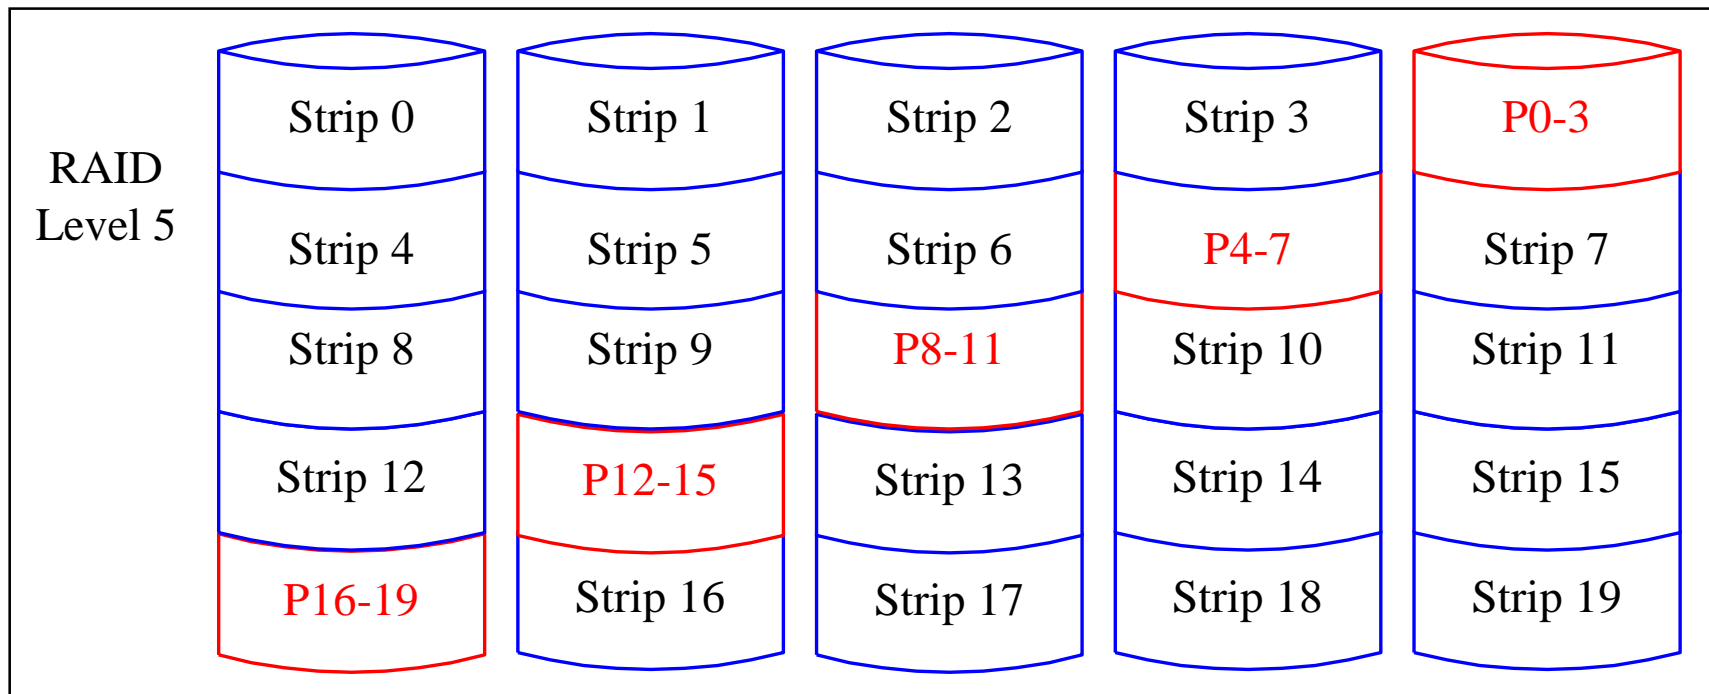 RAID
Level 5
Strip 0 Strip 1 Strip 2 Strip 3 P0-3
Strip 4 Strip 5 Strip 6 P4-7 Strip 7
Strip 8 Strip 9 P8-11 Strip 10 Strip 11
Strip 12 P12-15 Strip 13 Strip 14 Strip 15
P16-19 Strip 16 Strip 17 Strip 18 Strip 19